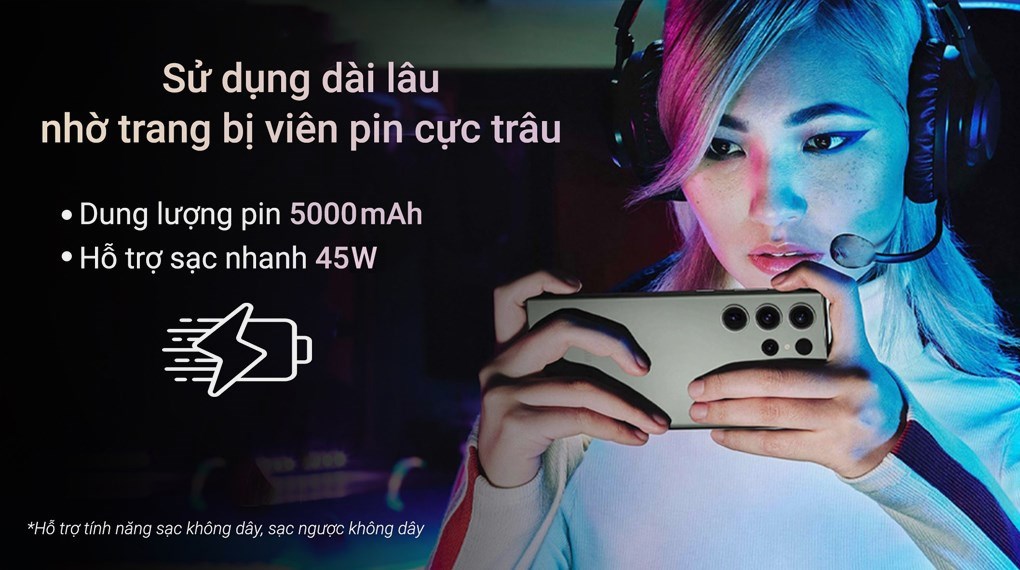 Sử dụng dài lâu
nhờ trang bị viên pin cực trâu
• Dung lượng pin 5000mAh
• Hỗ trợ sạc nhanh 45W
*Hỗ trợ tính năng sạc không dây, sạc ngược không dây